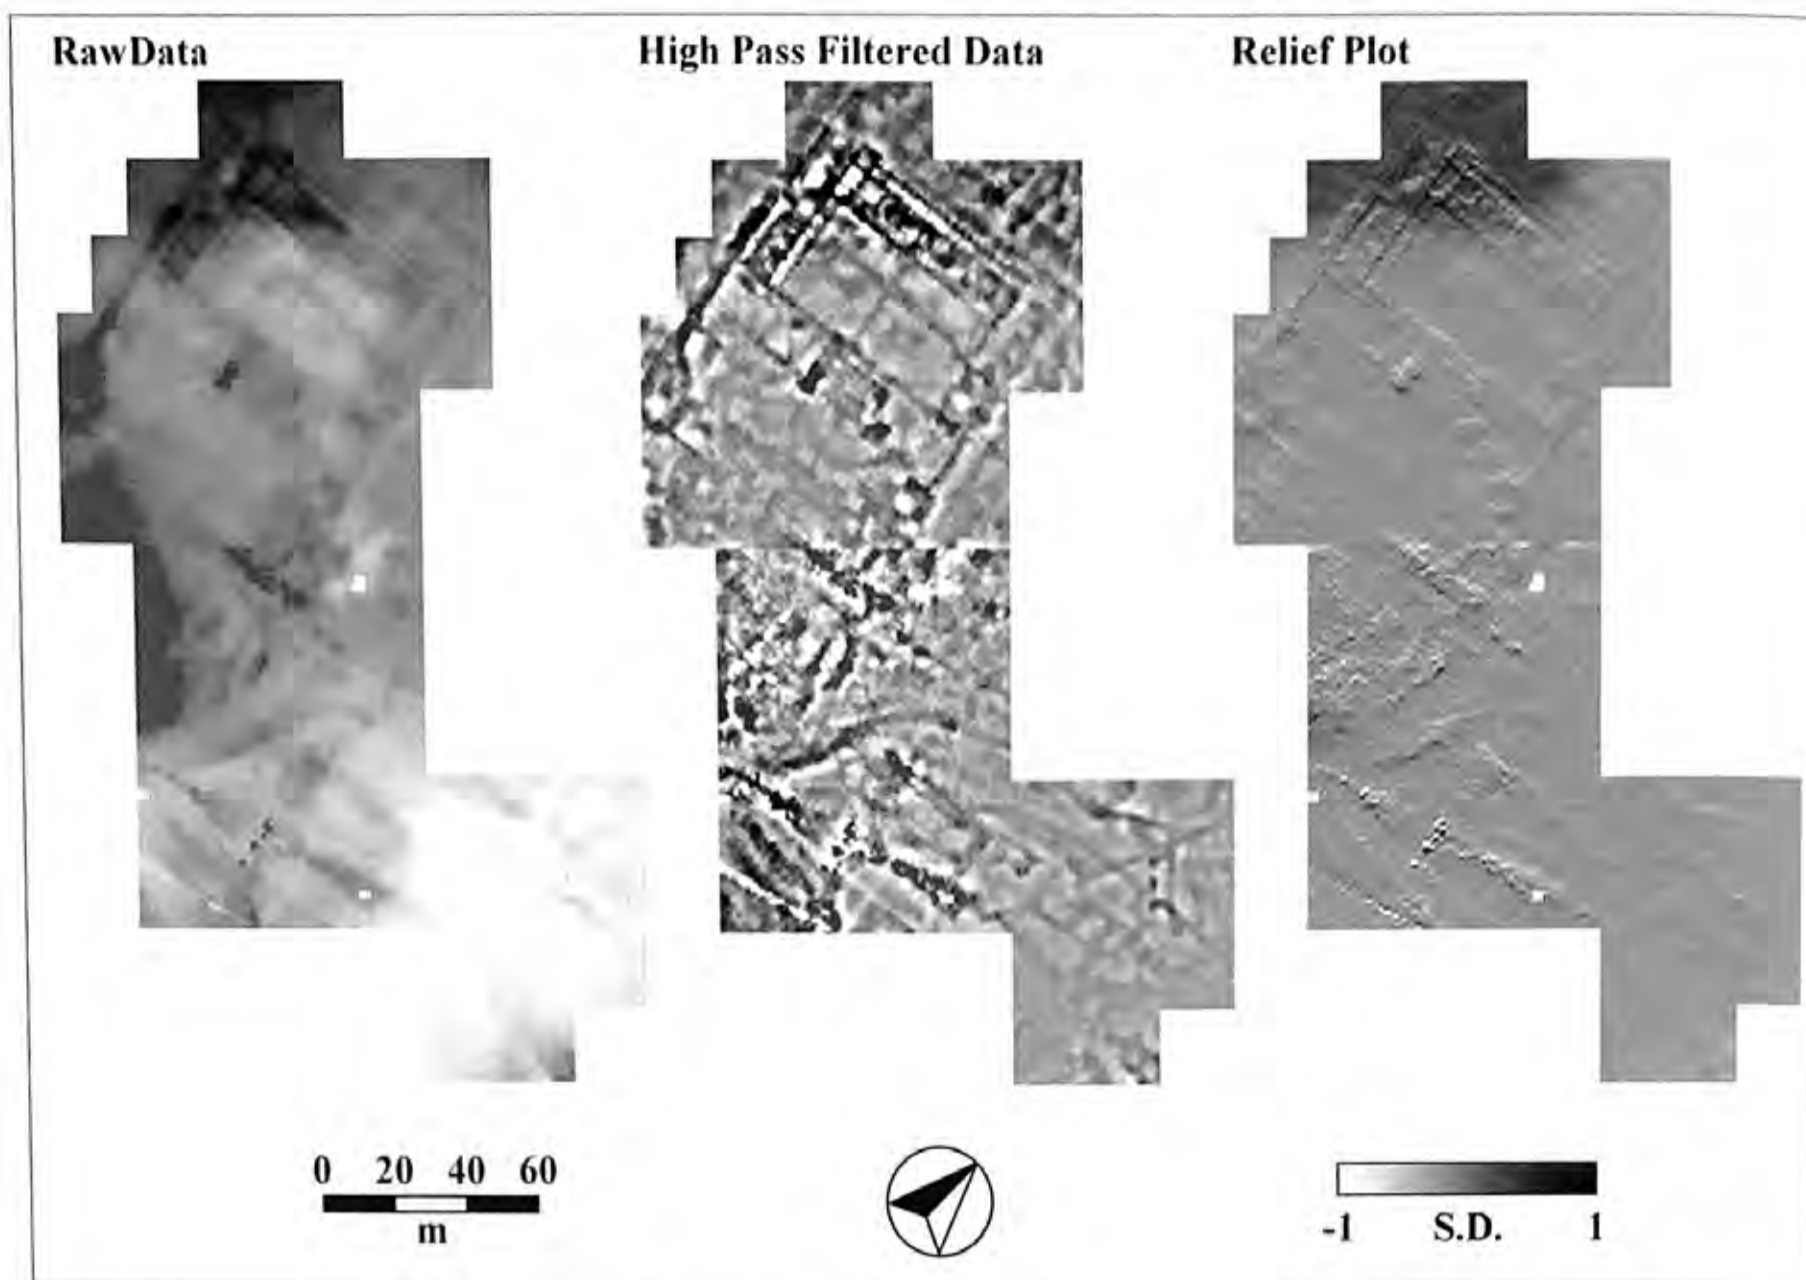 RawData
High Pass Filtered Data
Relief Plot
0 20 40 60
m
-1 S.D. 1